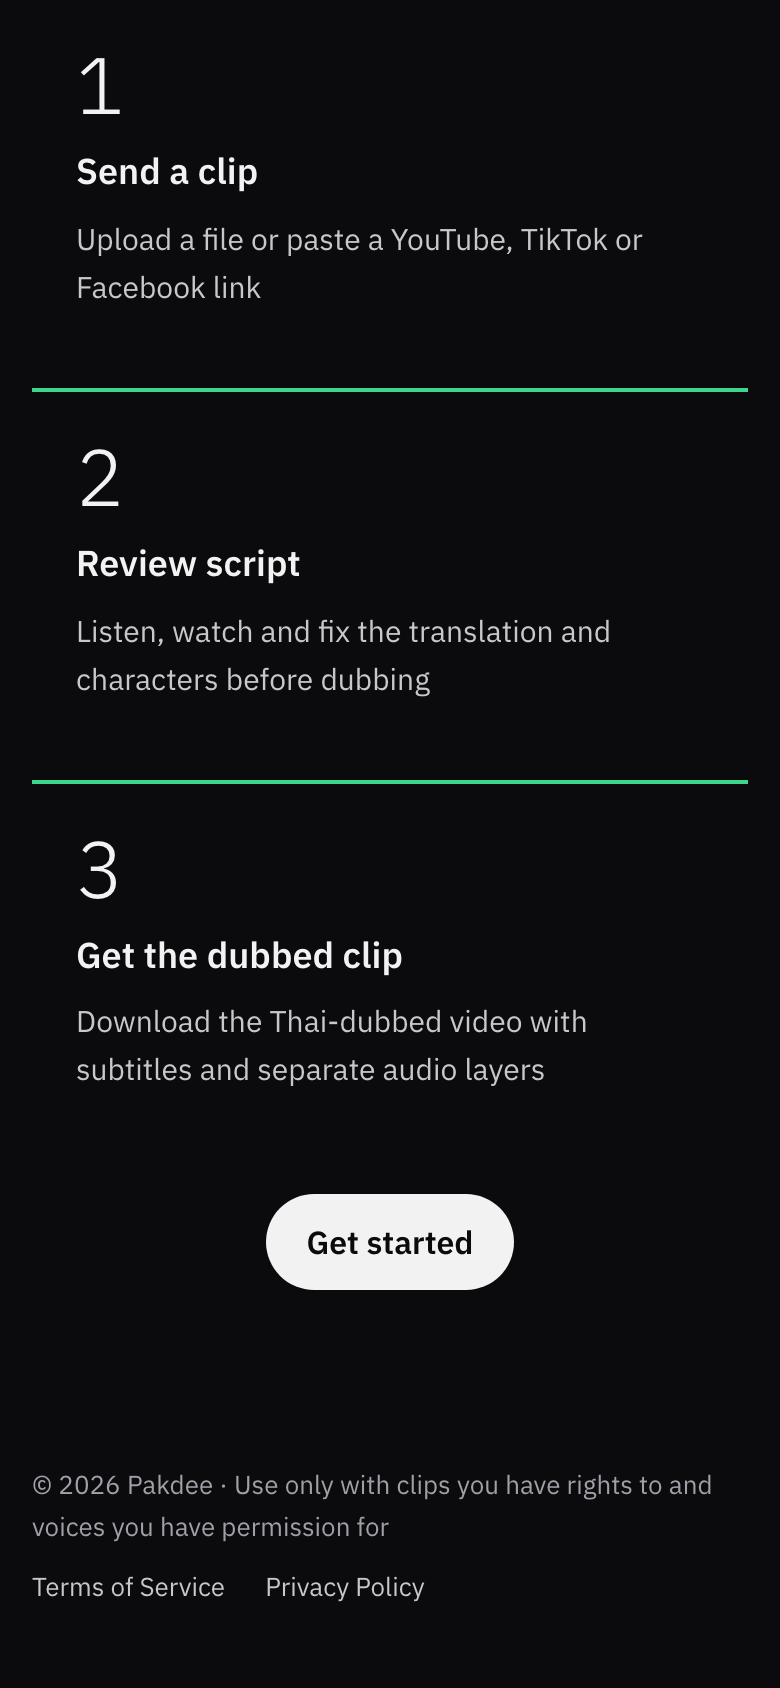 1
Send a clip
Upload a file or paste a YouTube, TikTok or
Facebook link
2
Review script
Listen, watch and fix the translation and
characters before dubbing
3
Get the dubbed clip
Download the Thai-dubbed video with
subtitles and separate audio layers
Get started
© 2026 Pakdee · Use only with clips you have rights to and
voices you have permission for
Terms of Service Privacy Policy